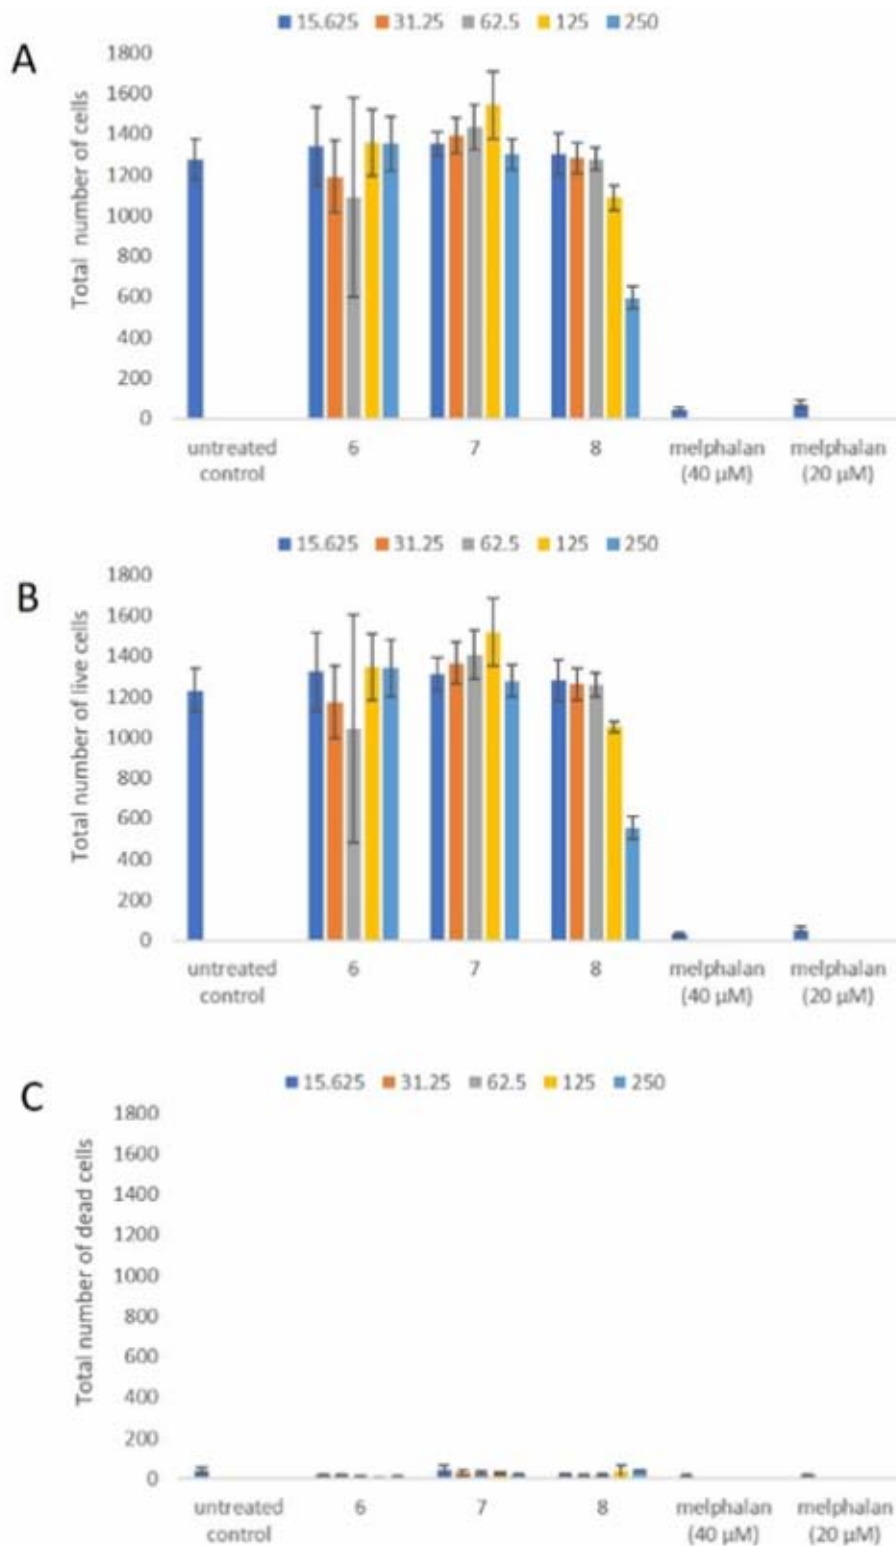 15.625 31.25 62.5 125 250
A
Total number of cells
1800
1600
1400
1200
1000
800
600
400
200
0
untreated control
6
7
8
melphalan (40 μM)
melphalan (20 μM)
15.625 31.25 62.5 125 250
B
Total number of live cells
1800
1600
1400
1200
1000
800
600
400
200
0
untreated control
6
7
8
melphalan (40 μM)
melphalan (20 μM)
15.625 31.25 62.5 125 250
C
Total number of dead cells
1800
1600
1400
1200
1000
800
600
400
200
0
untreated control
6
7
8
melphalan (40 μM)
melphalan (20 μM)